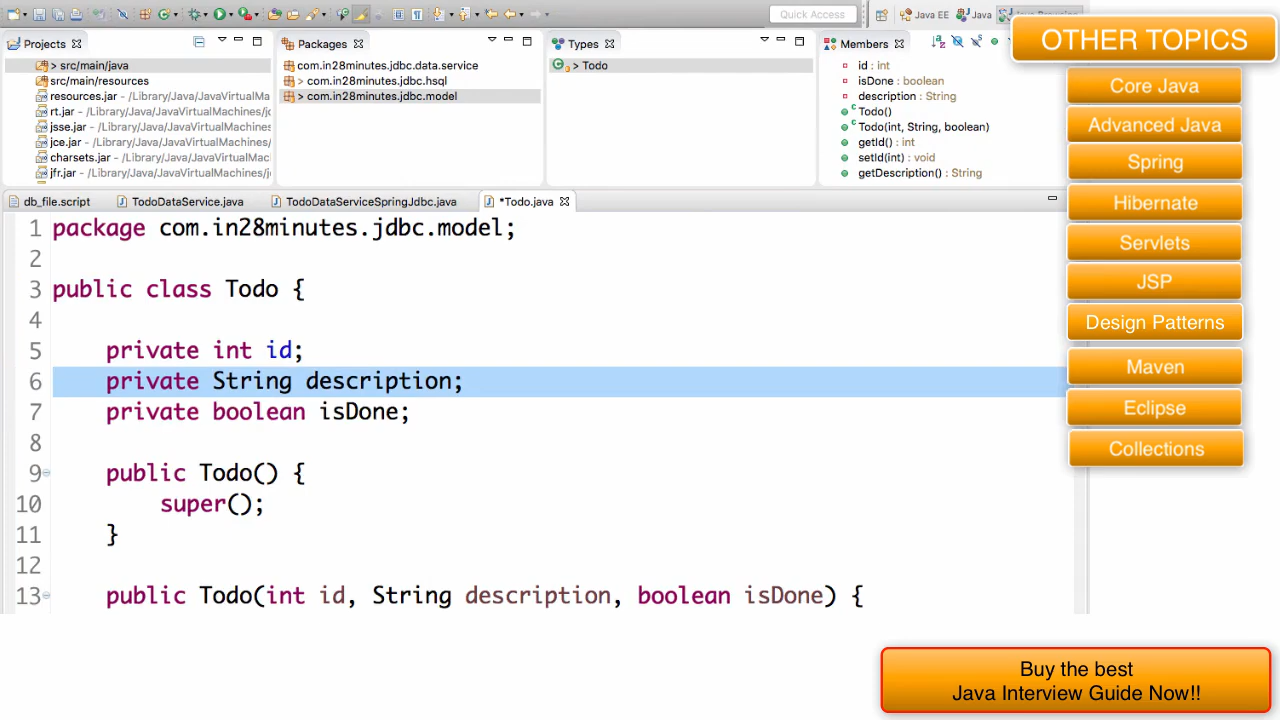 Quick Access
Java EE
Java
Projects
Packages
Types
Members
> src/main/java
src/main/resources
resources.jar - /Library/Java/JavaVirtualMa
rt.jar - /Library/Java/JavaVirtualMachines/j
jsse.jar - /Library/Java/JavaVirtualMachine
jce.jar - /Library/Java/JavaVirtualMachines
charsets.jar - /Library/Java/JavaVirtualMac
jfr.jar - /Library/Java/JavaVirtualMachines/
com.in28minutes.jdbc.data.service
> com.in28minutes.jdbc.hsql
> com.in28minutes.jdbc.model
> Todo
id : int
isDone : boolean
description : String
Todo()
Todo(int, String, boolean)
getId() : int
setId(int) : void
getDescription() : String
db_file.script
TodoDataService.java
TodoDataServiceSpringJdbc.java
*Todo.java
1 package com.in28minutes.jdbc.model;
2
3 public class Todo {
4
5 private int id;
6 private String description;
7 private boolean isDone;
8
9 public Todo() {
10 super();
11 }
12
13 public Todo(int id, String description, boolean isDone) {
OTHER TOPICS
Core Java
Advanced Java
Spring
Hibernate
Servlets
JSP
Design Patterns
Maven
Eclipse
Collections
Buy the best
Java Interview Guide Now!!